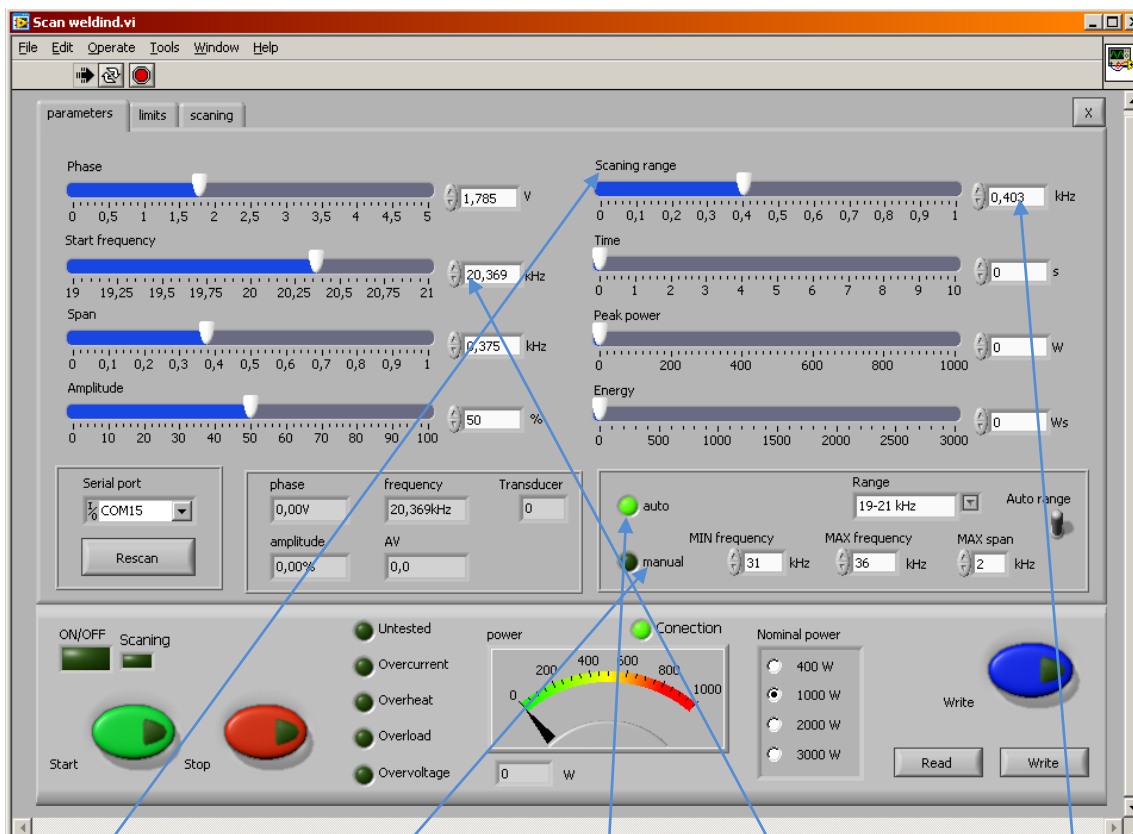 Scan weldind.vi
File Edit Operate Tools Window Help
parameters limits scaning X
Phase
1,785 V
0 0,5 1 1,5 2 2,5 3 3,5 4 4,5 5
Start frequency
20,369 kHz
19 19,25 19,5 19,75 20 20,25 20,5 20,75 21
Span
0,375 kHz
0 0,1 0,2 0,3 0,4 0,5 0,6 0,7 0,8 0,9 1
Amplitude
50 %
0 10 20 30 40 50 60 70 80 90 100
Scaning range
0,403 kHz
0 0,1 0,2 0,3 0,4 0,5 0,6 0,7 0,8 0,9 1
Time
0 s
0 1 2 3 4 5 6 7 8 9 10
Peak power
0 W
0 200 400 600 800 1000
Energy
0 Ws
0 500 1000 1500 2000 2500 3000
Serial port
I/0 COM15
Rescan
phase frequency Transducer
0,00V 20,369kHz 0
amplitude AV
0,00% 0,0
auto
manual
Range
19-21 kHz
Auto range
MIN frequency MAX frequency MAX span
31 kHz 36 kHz 2 kHz
ON/OFF Scaning
Start Stop
Untested
Overcurrent
Overheat
Overload
Overvoltage
power
Conection
0 200 400 600 800 1000
0 W
Nominal power
400 W
1000 W
2000 W
3000 W
Write
Read Write